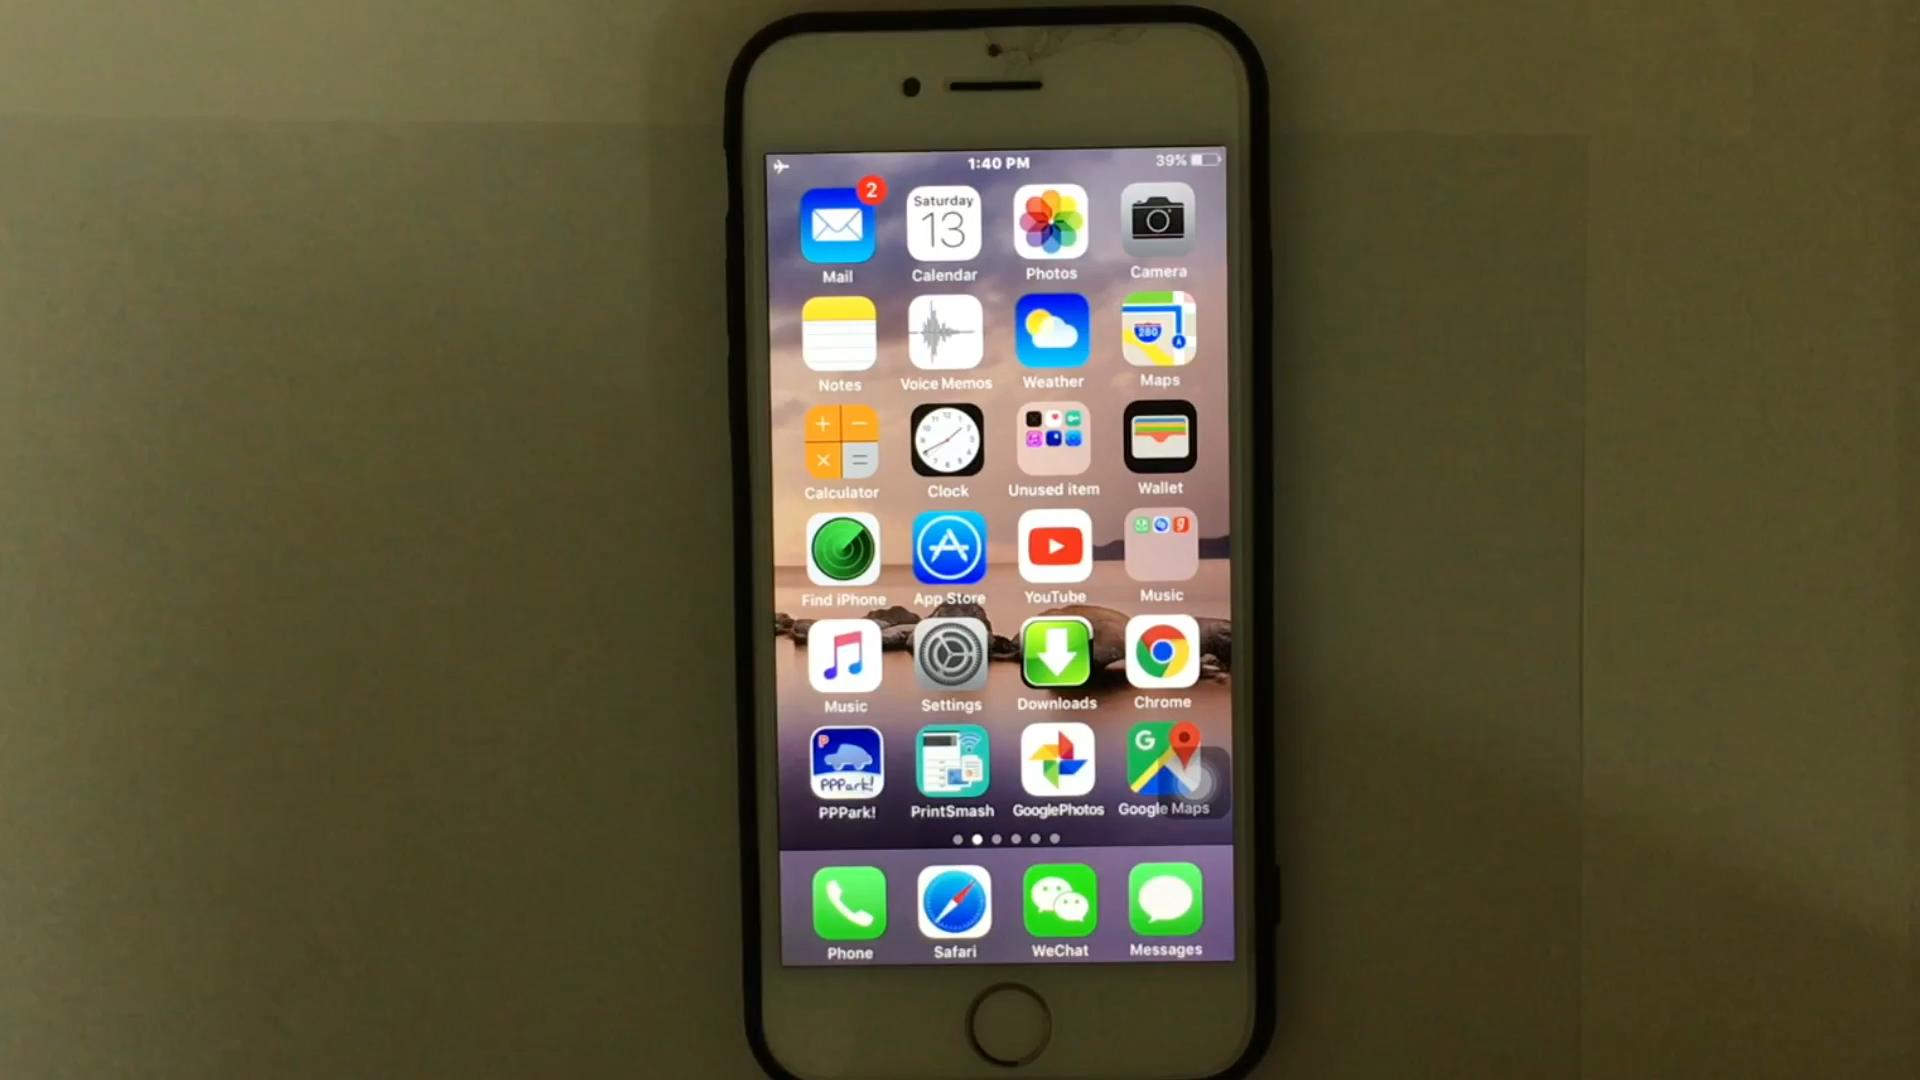 1:40 PM 39%
2
Saturday
13
Mail Calendar Photos Camera
280
A
Notes Voice Memos Weather Maps
Calculator Clock Unused item Wallet
Find iPhone App Store YouTube Music
Music Settings Downloads Chrome
P
PPPark!
G
PPPark! PrintSmash GooglePhotos Google Maps
Phone Safari WeChat Messages